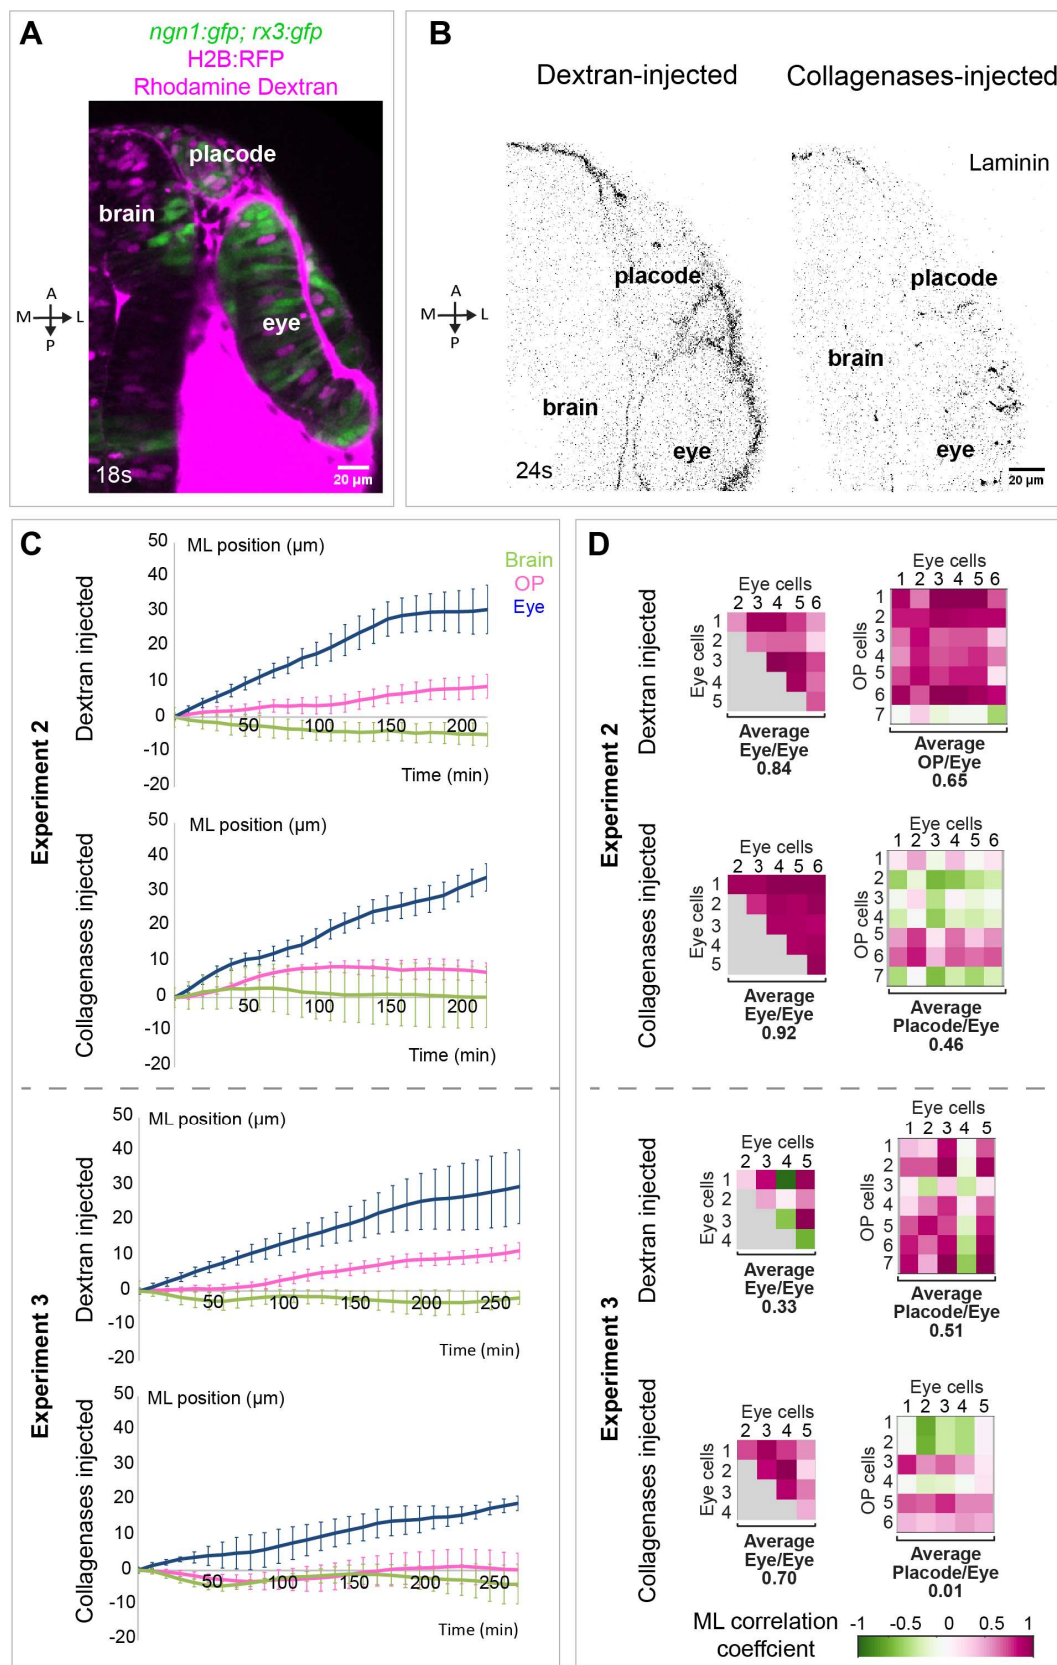 A
ngn1:gfp; rx3:gfp
H2B:RFP
Rhodamine Dextran
placode
brain
eye
A
M L
P
18s
20 µm
B
Dextran-injected
Collagenases-injected
Laminin
placode
brain
eye
A
M L
P
24s
placode
brain
eye
20 µm
C
Experiment 2
Dextran injected
ML position (µm)
Brain
OP
Eye
50
40
30
20
10
0
-10
-20
50 100 150 200
Time (min)
Collagenases injected
ML position (µm)
50
40
30
20
10
0
-10
-20
50 100 150 200
Time (min)
Experiment 3
Dextran injected
ML position (µm)
50
40
30
20
10
0
-10
-20
50 100 150 200 250
Time (min)
Collagenases injected
ML position (µm)
50
40
30
20
10
0
-10
-20
50 100 150 200 250
Time (min)
D
Experiment 2
Dextran injected
Eye cells
2 3 4 5 6
Eye cells
1
2
3
4
5
Average
Eye/Eye
0.84
Eye cells
1 2 3 4 5 6
OP cells
1
2
3
4
5
6
7
Average
OP/Eye
0.65
Collagenases injected
Eye cells
2 3 4 5 6
Eye cells
1
2
3
4
5
Average
Eye/Eye
0.92
Eye cells
1 2 3 4 5 6
OP cells
1
2
3
4
5
6
7
Average
Placode/Eye
0.46
Experiment 3
Dextran injected
Eye cells
2 3 4 5
Eye cells
1
2
3
4
Average
Eye/Eye
0.33
Eye cells
1 2 3 4 5
OP cells
1
2
3
4
5
6
7
Average
Placode/Eye
0.51
Collagenases injected
Eye cells
2 3 4 5
Eye cells
1
2
3
4
Average
Eye/Eye
0.70
Eye cells
1 2 3 4 5
OP cells
1
2
3
4
5
6
Average
Placode/Eye
0.01
ML correlation
coeffcient
-1 -0.5 0 0.5 1